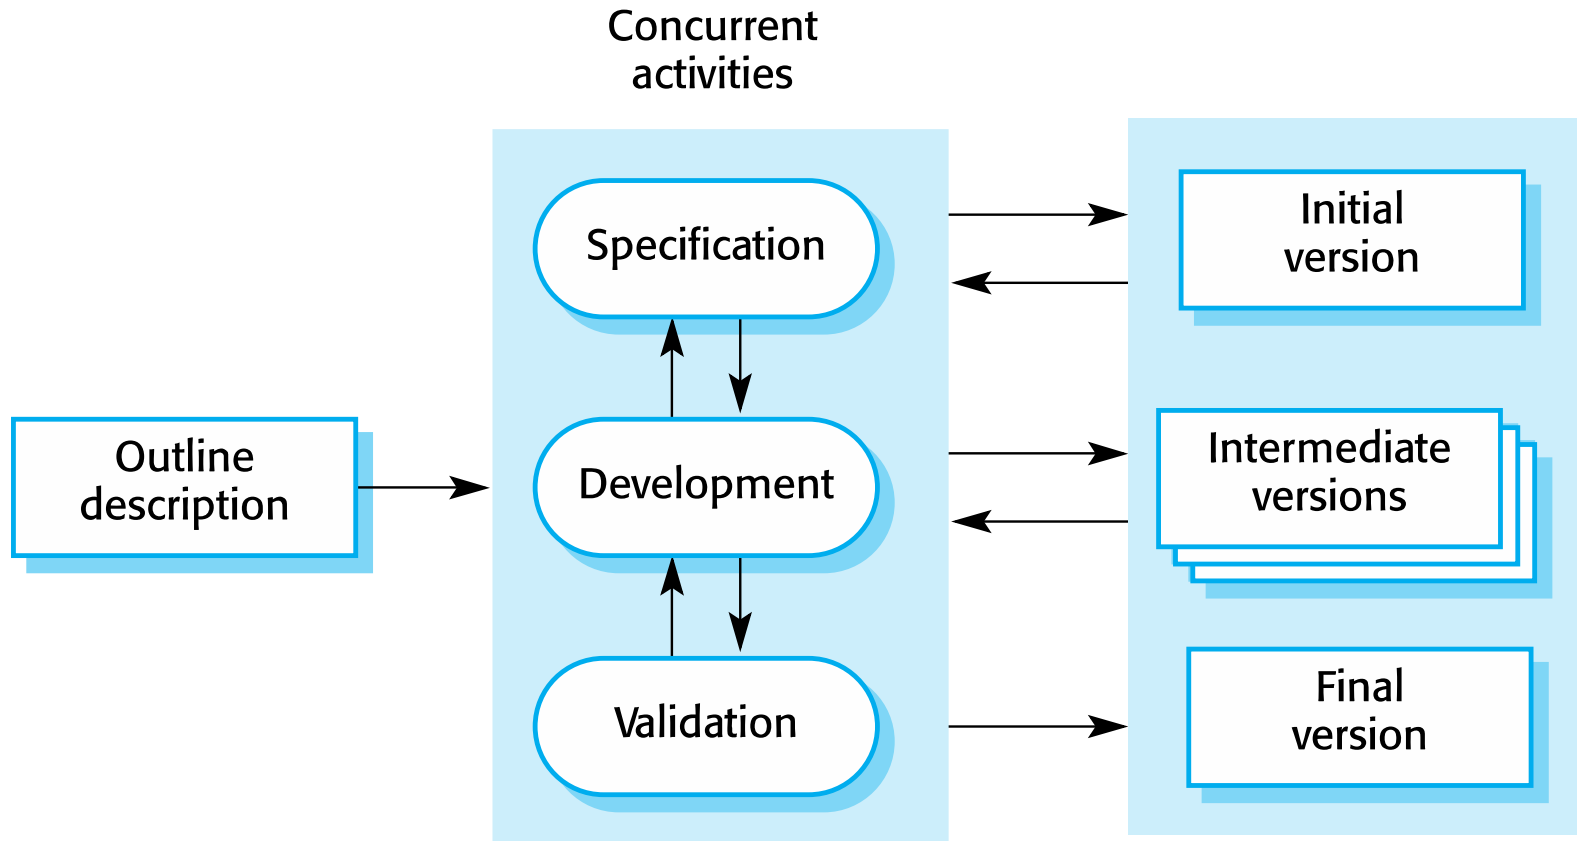 Concurrent
activities
Outline
description
Specification
Development
Validation
Initial
version
Intermediate
versions
Final
version